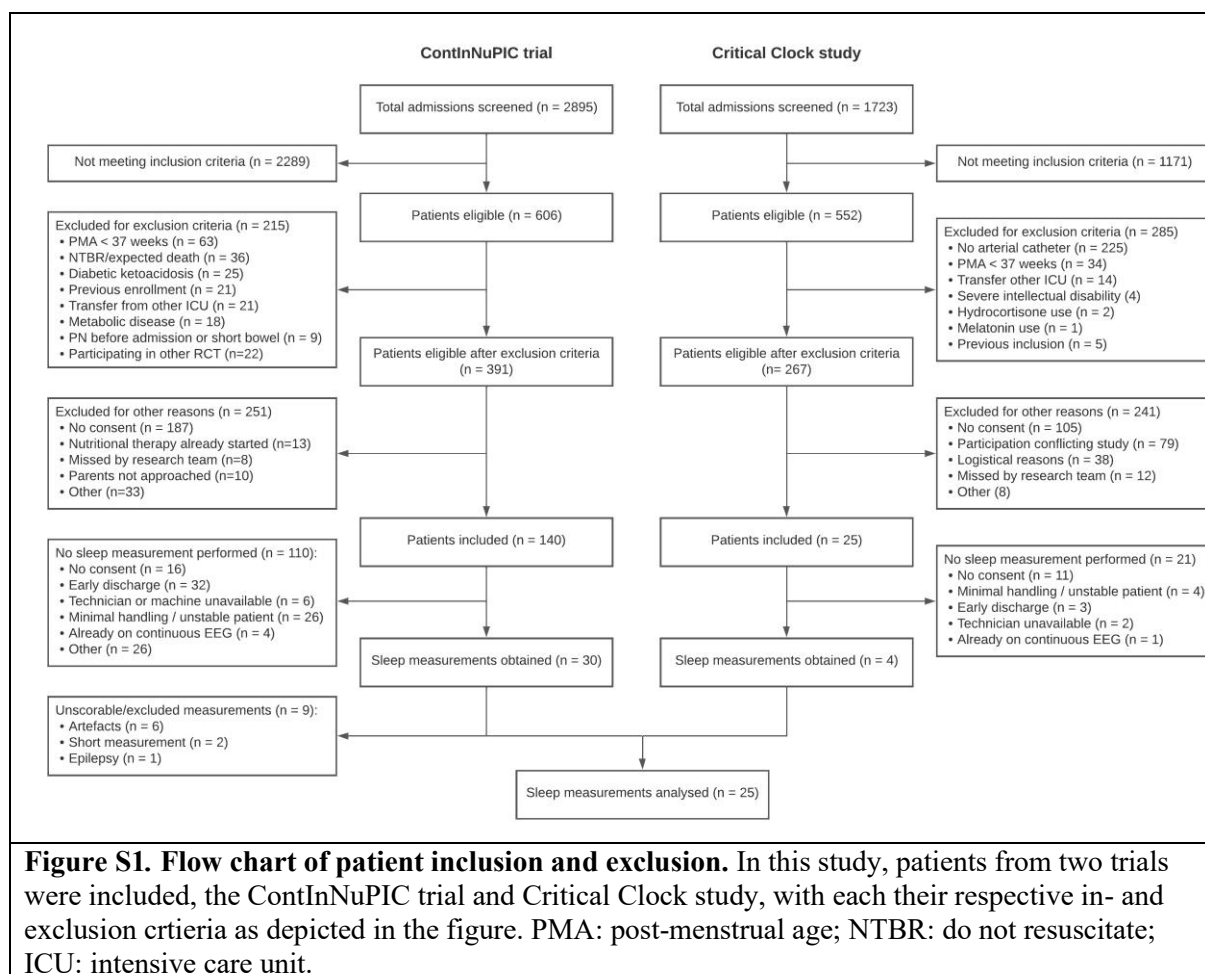 ContInNuPIC trial
Critical Clock study
Total admissions screened (n = 2895)
Total admissions screened (n = 1723)
Not meeting inclusion criteria (n = 2289)
Not meeting inclusion criteria (n = 1171)
Patients eligible (n = 606)
Patients eligible (n = 552)
Excluded for exclusion criteria (n = 215)
• PMA < 37 weeks (n = 63)
• NTBR/expected death (n = 36)
• Diabetic ketoacidosis (n = 25)
• Previous enrollment (n = 21)
• Transfer from other ICU (n = 21)
• Metabolic disease (n = 18)
• PN before admission or short bowel (n = 9)
• Participating in other RCT (n=22)
Excluded for exclusion criteria (n = 285)
• No arterial catheter (n = 225)
• PMA < 37 weeks (n = 34)
• Transfer other ICU (n = 14)
• Severe intellectual disability (4)
• Hydrocortisone use (n = 2)
• Melatonin use (n = 1)
• Previous inclusion (n = 5)
Patients eligible after exclusion criteria
(n = 391)
Patients eligible after exclusion criteria
(n= 267)
Excluded for other reasons (n = 251)
• No consent (n = 187)
• Nutritional therapy already started (n=13)
• Missed by research team (n=8)
• Parents not approached (n=10)
• Other (n=33)
Excluded for other reasons (n = 241)
• No consent (n = 105)
• Participation conflicting study (n = 79)
• Logistical reasons (n = 38)
• Missed by research team (n = 12)
• Other (8)
Patients included (n = 140)
Patients included (n = 25)
No sleep measurement performed (n = 110):
• No consent (n = 16)
• Early discharge (n = 32)
• Technician or machine unavailable (n = 6)
• Minimal handling / unstable patient (n = 26)
• Already on continuous EEG (n = 4)
• Other (n = 26)
No sleep measurement performed (n = 21)
• No consent (n = 11)
• Minimal handling / unstable patient (n = 4)
• Early discharge (n = 3)
• Technician unavailable (n = 2)
• Already on continuous EEG (n = 1)
Sleep measurements obtained (n = 30)
Sleep measurements obtained (n = 4)
Unscorable/excluded measurements (n = 9):
• Artefacts (n = 6)
• Short measurement (n = 2)
• Epilepsy (n = 1)
Sleep measurements analysed (n = 25)
Figure S1. Flow chart of patient inclusion and exclusion. In this study, patients from two trials
were included, the ContInNuPIC trial and Critical Clock study, with each their respective in- and
exclusion crtieria as depicted in the figure. PMA: post-menstrual age; NTBR: do not resuscitate;
ICU: intensive care unit.